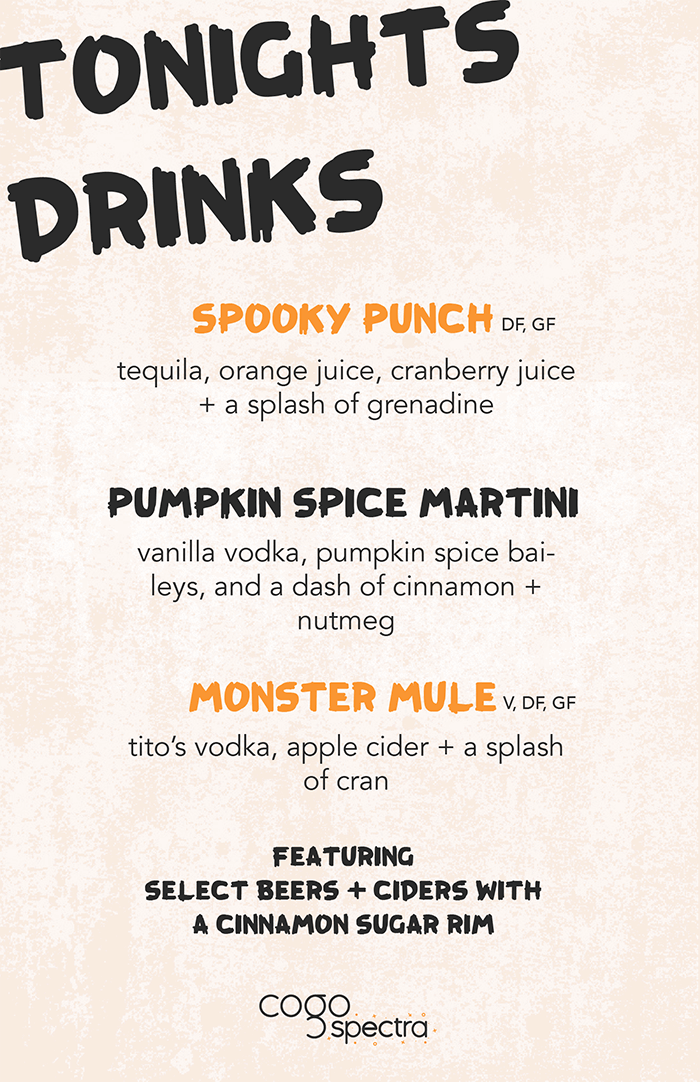 TONIGHTS
DRINKS
SPOOKY PUNCH DF, GF
tequila, orange juice, cranberry juice
+ a splash of grenadine
PUMPKIN SPICE MARTINI
vanilla vodka, pumpkin spice bai-
leys, and a dash of cinnamon +
nutmeg
MONSTER MULE V, DF, GF
tito's vodka, apple cider + a splash
of cran
FEATURING
SELECT BEERS + CIDERS WITH
A CINNAMON SUGAR RIM
cogo
spectra